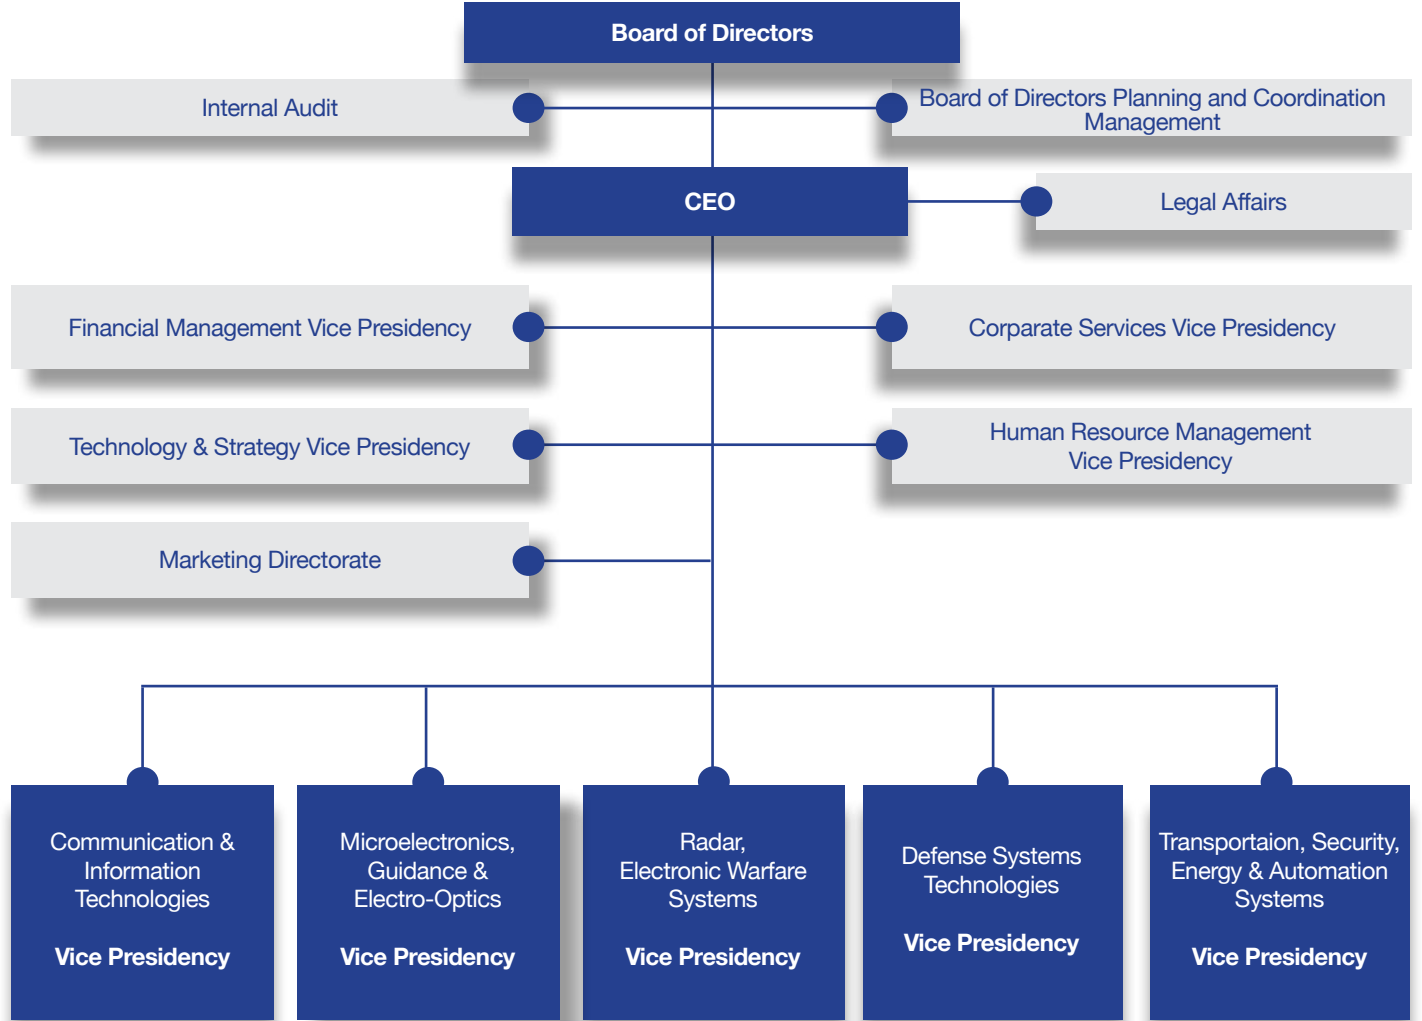 Board of Directors
Internal Audit
Board of Directors Planning and Coordination
Management
CEO
Legal Affairs
Financial Management Vice Presidency
Corparate Services Vice Presidency
Technology & Strategy Vice Presidency
Human Resource Management
Vice Presidency
Marketing Directorate
Communication &
Information
Technologies
Vice Presidency
Microelectronics,
Guidance &
Electro-Optics
Vice Presidency
Radar,
Electronic Warfare
Systems
Vice Presidency
Defense Systems
Technologies
Vice Presidency
Transportaion, Security,
Energy & Automation
Systems
Vice Presidency